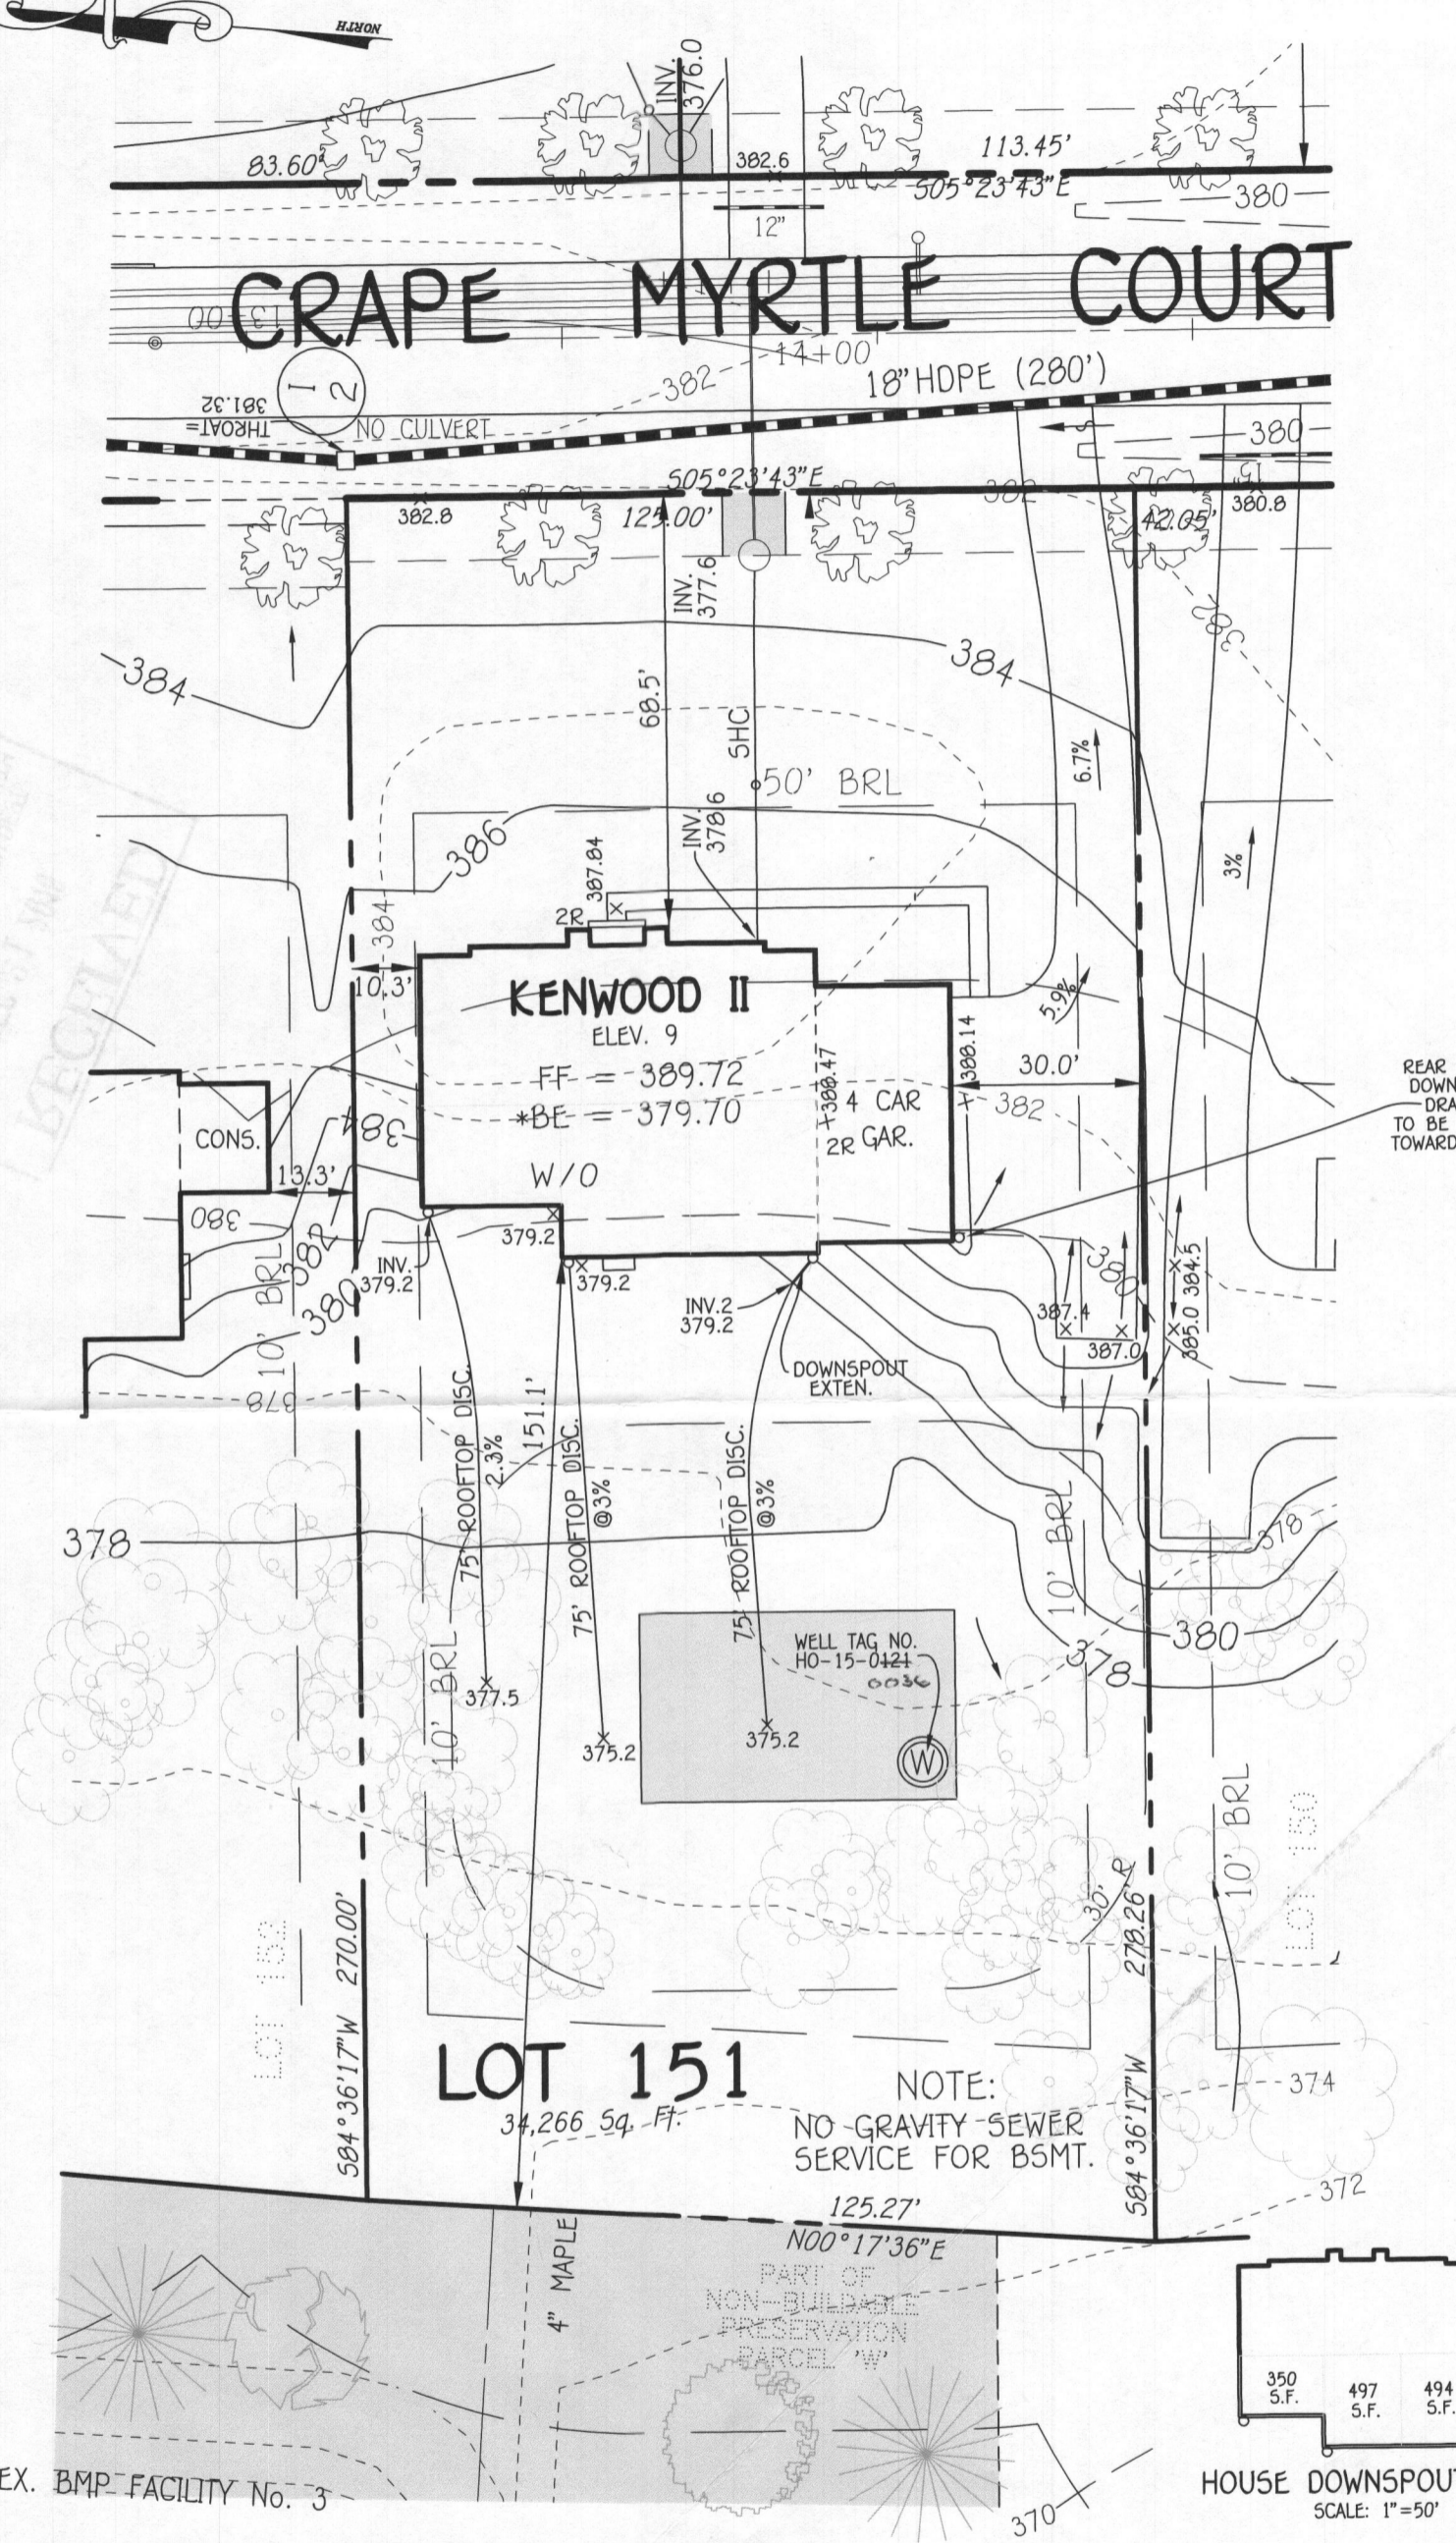 NORTH
INV.
376.0
83.60'
382.6
113.45'
S05°23'43"E
380
12"
CRAPE MYRTLE COURT
13+00
14+00
382
18"HDPE (280')
1
2
THROAT=
381.32
NO CULVERT
380
15"
S05°23'43"E
382.8
125.00'
382
42.05'
380.8
INV.
377.6
382
384
384
68.5'
SHC
6.7%
50' BRL
386
INV.
378.6
387.84
3%
2R
384
10.3'
KENWOOD II
ELEV. 9
FF = 389.72
*BE = 379.70
W/O
388.47
4 CAR
GAR.
2R
388.14
5.9%
30.0'
382
REAR
DOWN
DRA
TO BE
TOWARD
CONS.
13.3'
384
380
382
380
INV.
379.2
379.2
379.2
INV.2
379.2
380
387.4
387.0
385.0
384.5
10' BRL
DOWNSPOUT
EXTEN.
378
75' ROOFTOP DISC.
2.3%
151.1'
75' ROOFTOP DISC.
@3%
75' ROOFTOP DISC.
@3%
10' BRL
378
378
380
378
WELL TAG NO.
HO-15-0121
0036
W
10' BRL
377.5
375.2
375.2
10' BRL
LOT 150
30' R
278.26'
LOT 152
S84°36'17"W 270.00'
LOT 151
34,266 Sq. Ft.
NOTE:
NO GRAVITY SEWER
SERVICE FOR BSMT.
S84°36'17"W
374
372
125.27'
N00°17'36"E
4" MAPLE
PART OF
NON-BUILDABLE
PRESERVATION
PARCEL 'W'
350
S.F.
497
S.F.
494
S.F.
EX. BMP FACILITY No. 3
370
HOUSE DOWNSPOUT
SCALE: 1"=50'
RECEIVED